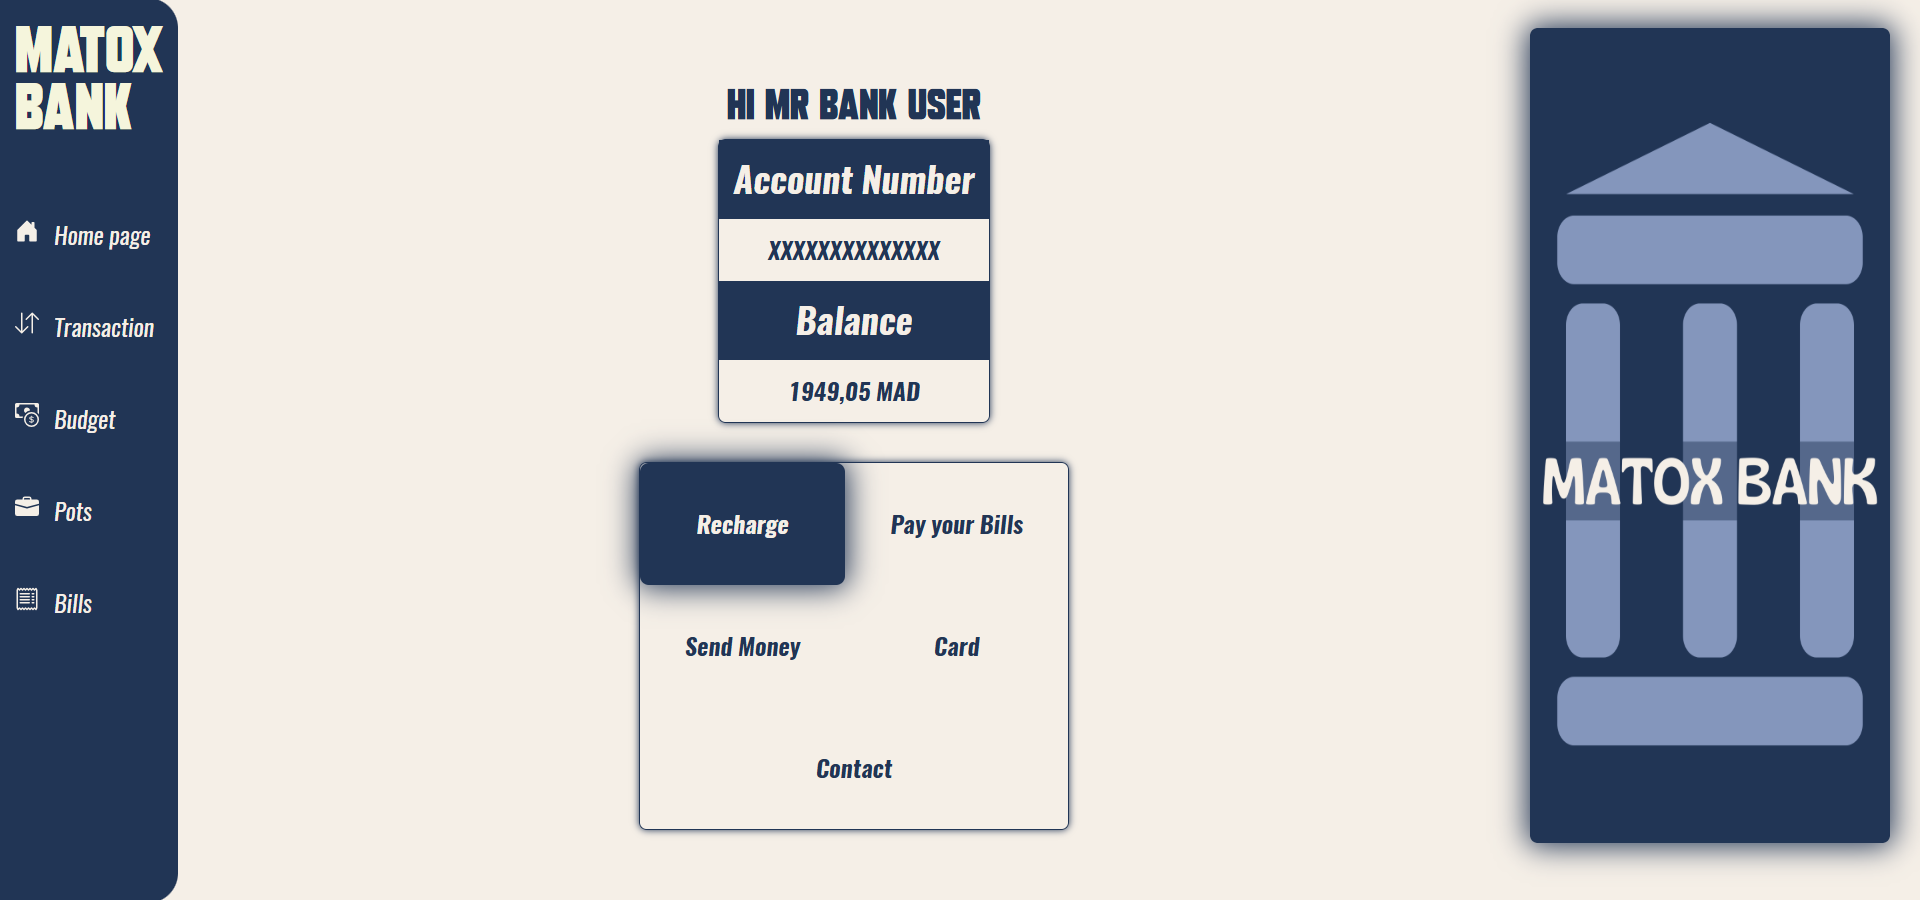 MATOX
BANK
Home page
Transaction
Budget
Pots
Bills
HI MR BANK USER
Account Number
XXXXXXXXXXXXXX
Balance
1949,05 MAD
Recharge
Pay your Bills
Send Money
Card
Contact
MATOX BANK